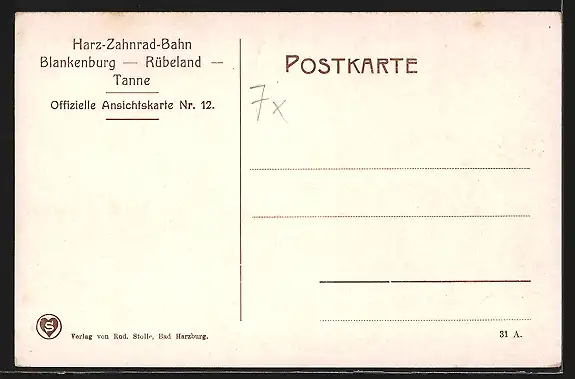 Harz-Zahnrad-Bahn
Blankenburg — Rübeland —
Tanne
Offizielle Ansichtskarte Nr. 12.
POSTKARTE
7x
S
Verlag von Rud. Stolle, Bad Harzburg.
31 A.